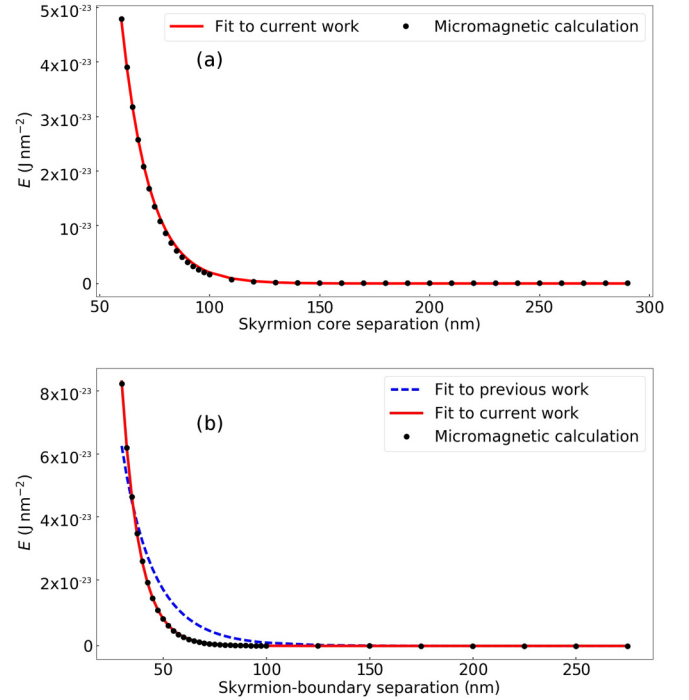 5x10⁻²³
4x10⁻²³
3x10⁻²³
2x10⁻²³
10⁻²³
0
E (J nm⁻²)
Fit to current work
Micromagnetic calculation
(a)
50 100 150 200 250 300
Skyrmion core separation (nm)
8x10⁻²³
6x10⁻²³
4x10⁻²³
2x10⁻²³
0
E (J nm⁻²)
Fit to previous work
Fit to current work
Micromagnetic calculation
(b)
50 100 150 200 250
Skyrmion-boundary separation (nm)